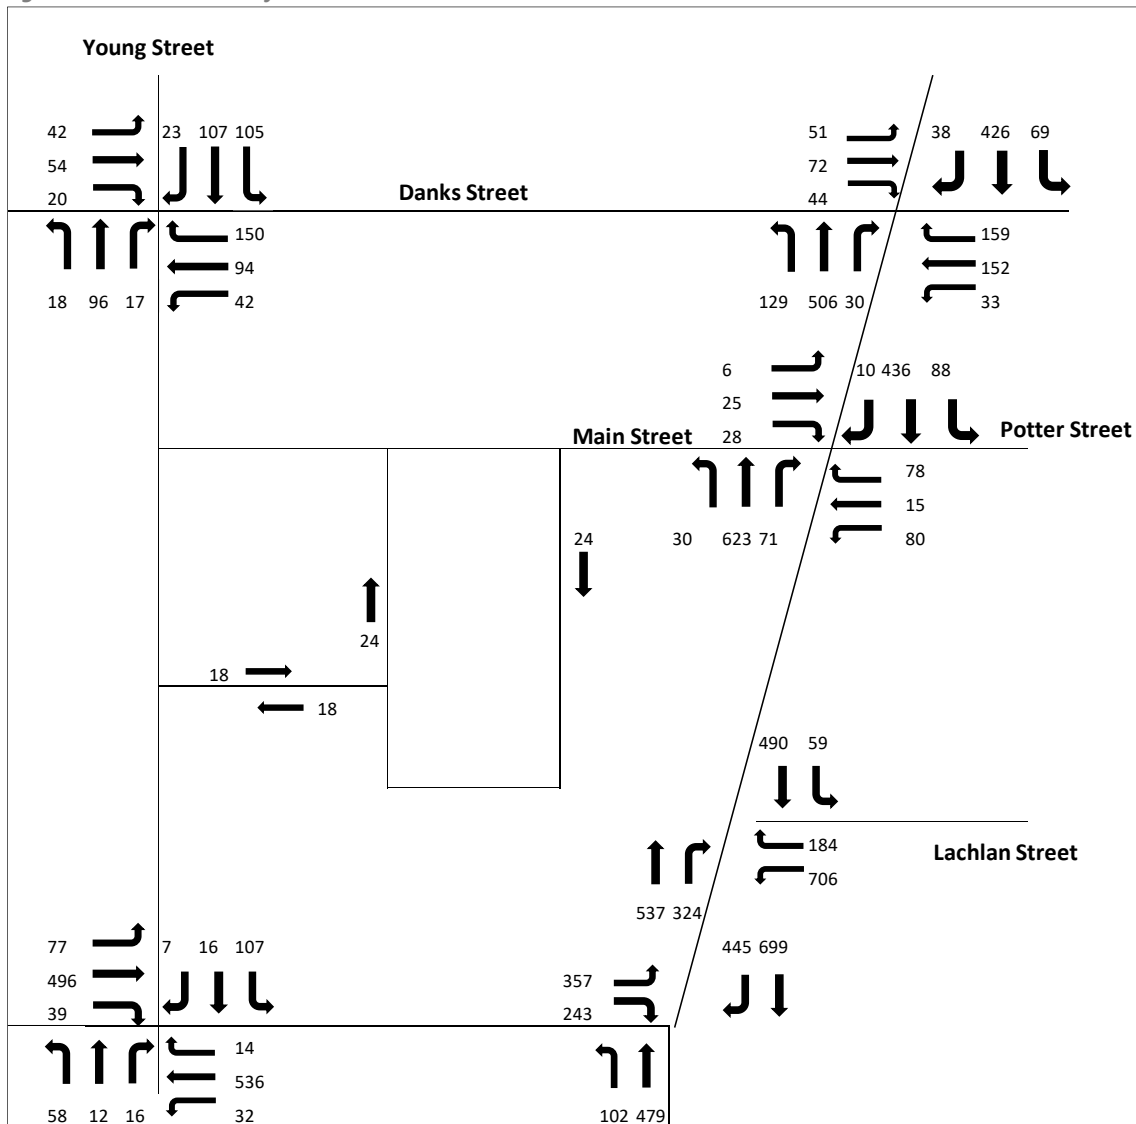 Young Street
42 23 107 105 51 38 426 69
54 72
20 Danks Street 44
150 159
94 152
18 96 17 42 129 506 30 33
6 10 436 88
25
Main Street 28 Potter Street
78
15
30 623 71 80
24
24
18
18
490 59
184
Lachlan Street
706
537 324
77 7 16 107 445 699
496 357
39 243
14
536
58 12 16 32 102 479